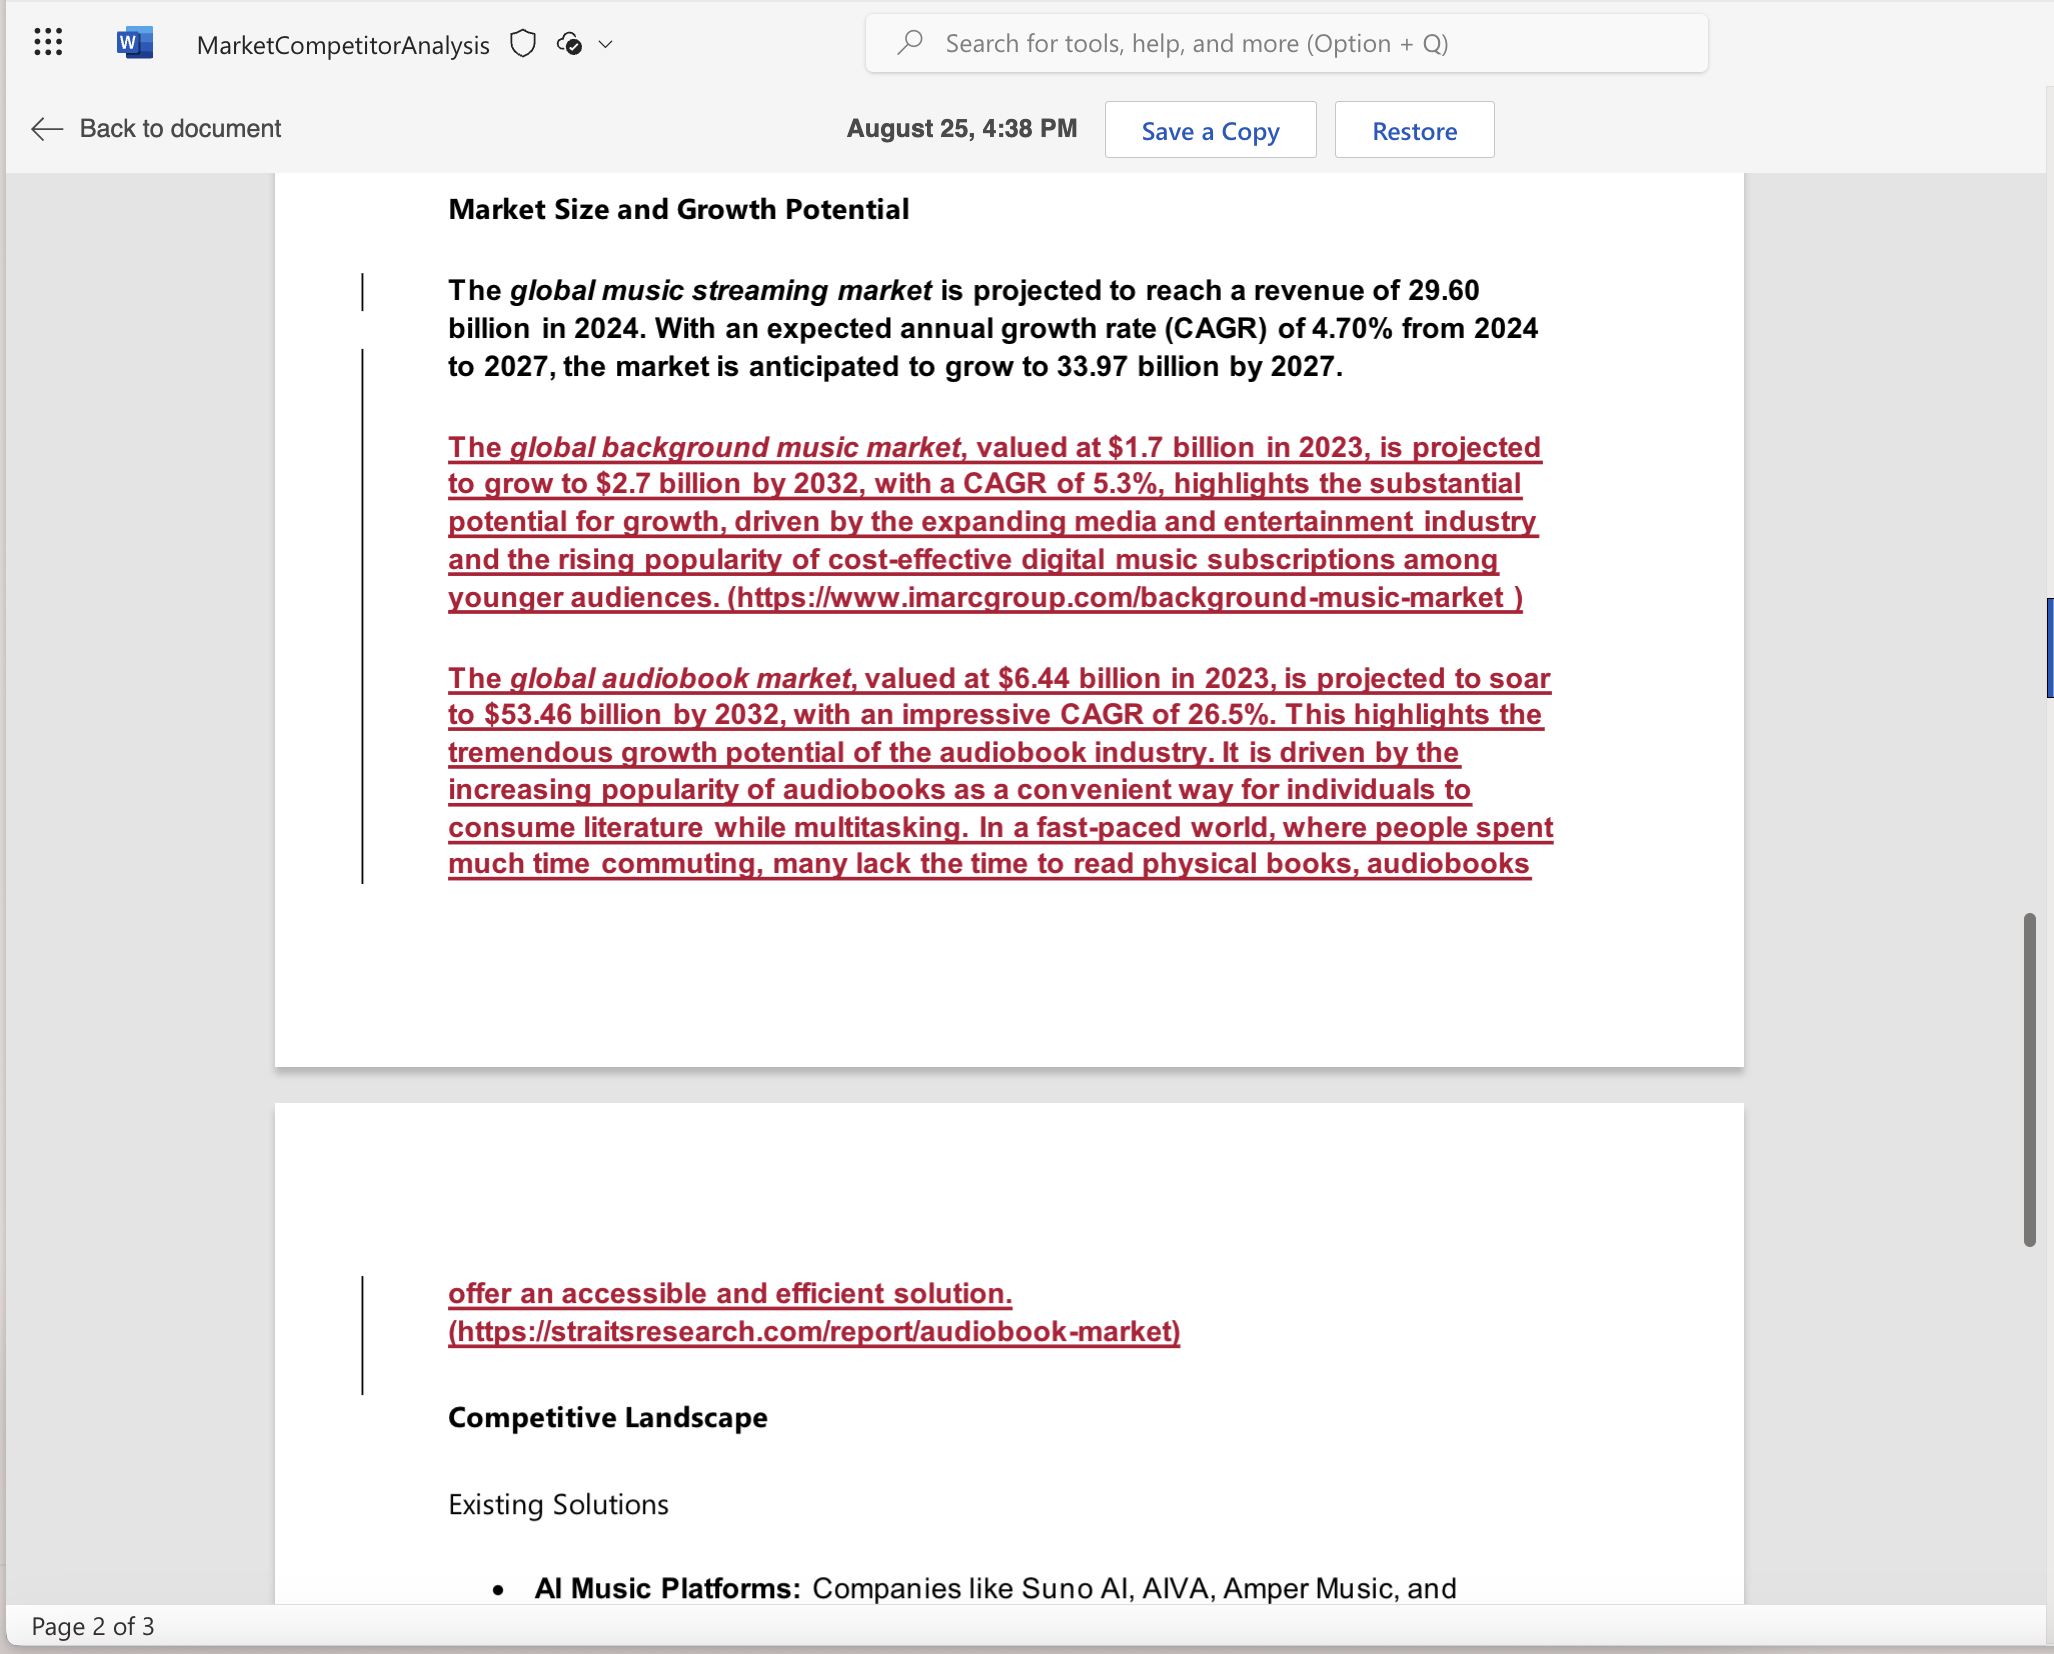 MarketCompetitorAnalysis
Search for tools, help, and more (Option + Q)
Back to document
August 25, 4:38 PM
Save a Copy
Restore
Market Size and Growth Potential
The global music streaming market is projected to reach a revenue of 29.60
billion in 2024. With an expected annual growth rate (CAGR) of 4.70% from 2024
to 2027, the market is anticipated to grow to 33.97 billion by 2027.
The global background music market, valued at $1.7 billion in 2023, is projected
to grow to $2.7 billion by 2032, with a CAGR of 5.3%, highlights the substantial
potential for growth, driven by the expanding media and entertainment industry
and the rising popularity of cost-effective digital music subscriptions among
younger audiences. (https://www.imarcgroup.com/background-music-market )
The global audiobook market, valued at $6.44 billion in 2023, is projected to soar
to $53.46 billion by 2032, with an impressive CAGR of 26.5%. This highlights the
tremendous growth potential of the audiobook industry. It is driven by the
increasing popularity of audiobooks as a convenient way for individuals to
consume literature while multitasking. In a fast-paced world, where people spent
much time commuting, many lack the time to read physical books, audiobooks
offer an accessible and efficient solution.
(https://straitsresearch.com/report/audiobook-market)
Competitive Landscape
Existing Solutions
• AI Music Platforms: Companies like Suno AI, AIVA, Amper Music, and
Page 2 of 3